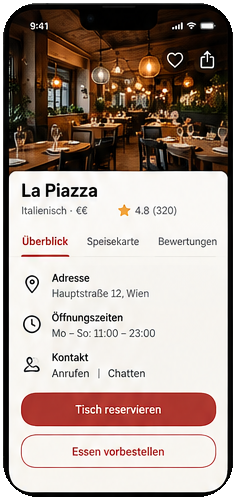 9:41
La Piazza
Italienisch · €€ 4.8 (320)
Überblick Speisekarte Bewertungen
Adresse
Hauptstraße 12, Wien
Öffnungszeiten
Mo – So: 11:00 – 23:00
Kontakt
Anrufen | Chatten
Tisch reservieren
Essen vorbestellen